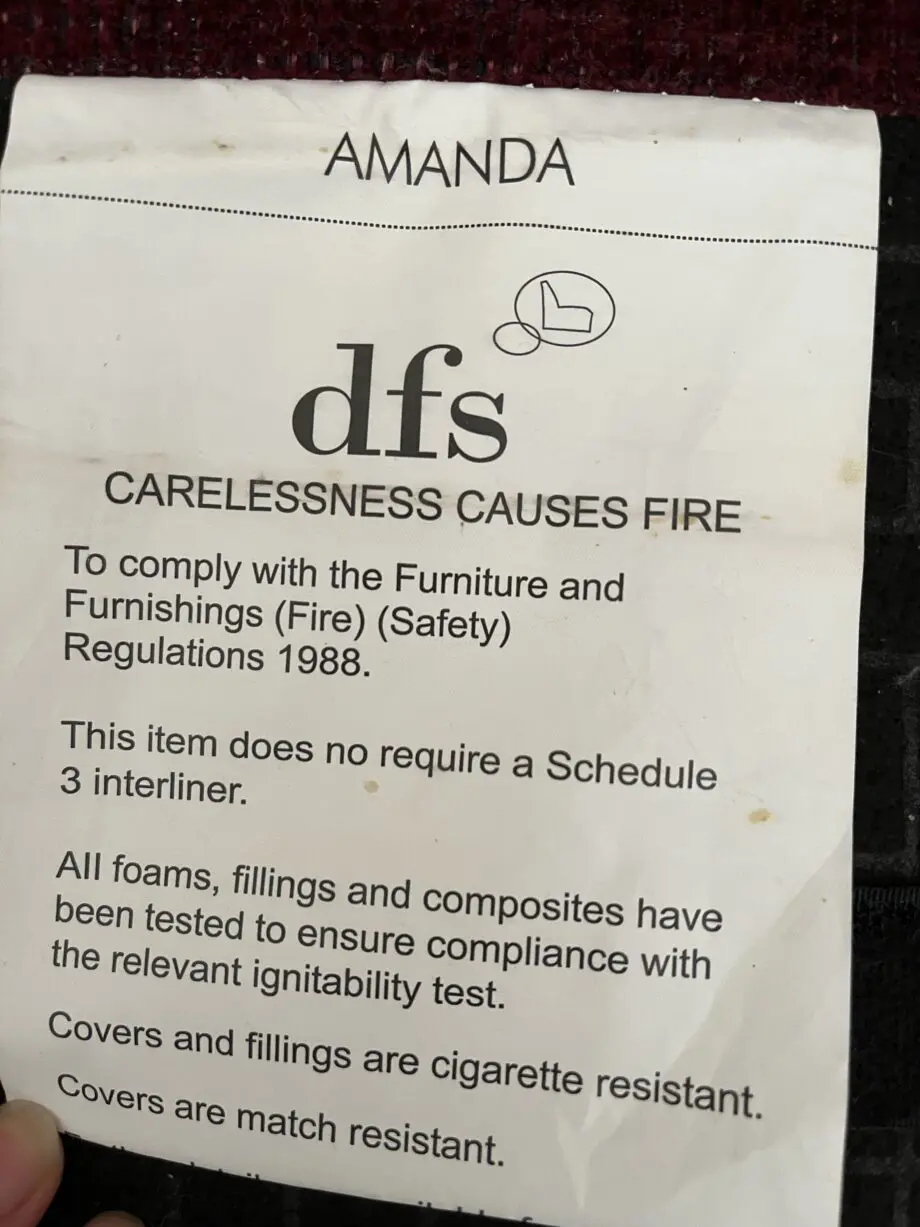 AMANDA
dfs
CARELESSNESS CAUSES FIRE
To comply with the Furniture and
Furnishings (Fire) (Safety)
Regulations 1988.
This item does no require a Schedule
3 interliner.
All foams, fillings and composites have
been tested to ensure compliance with
the relevant ignitability test.
Covers and fillings are cigarette resistant.
Covers are match resistant.